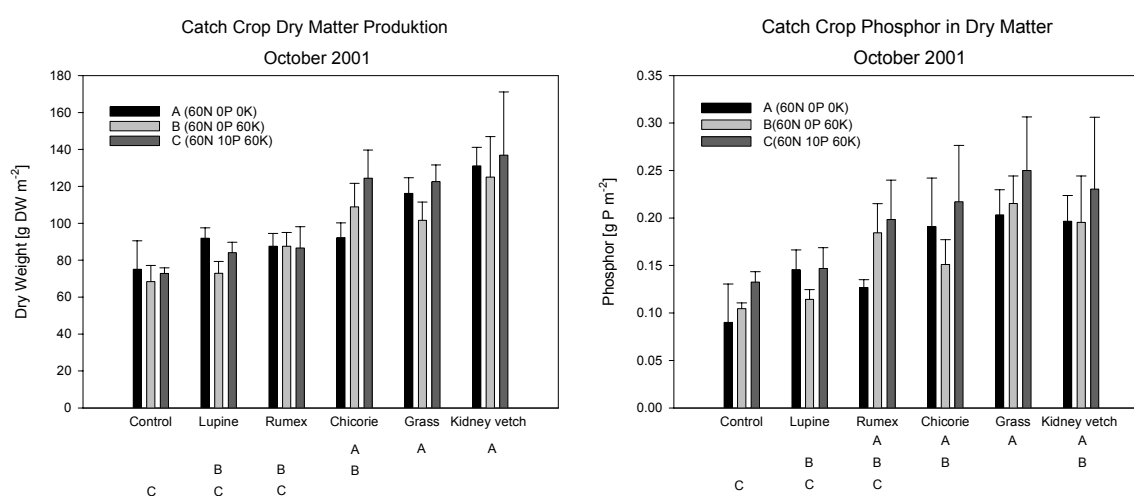 Catch Crop Dry Matter Produktion
October 2001
Dry Weight [g DW m-2]
180
160
140
120
100
80
60
40
20
0
A (60N 0P 0K)
B (60N 0P 60K)
C (60N 10P 60K)
Control Lupine Rumex Chicorie Grass Kidney vetch
A A A
B B B
C C C
Catch Crop Phosphor in Dry Matter
October 2001
Phosphor [g P m-2]
0.35
0.30
0.25
0.20
0.15
0.10
0.05
0.00
A (60N 0P 0K)
B(60N 0P 60K)
C(60N 10P 60K)
Control Lupine Rumex Chicorie Grass Kidney vetch
A A A A
B B B B
C C C